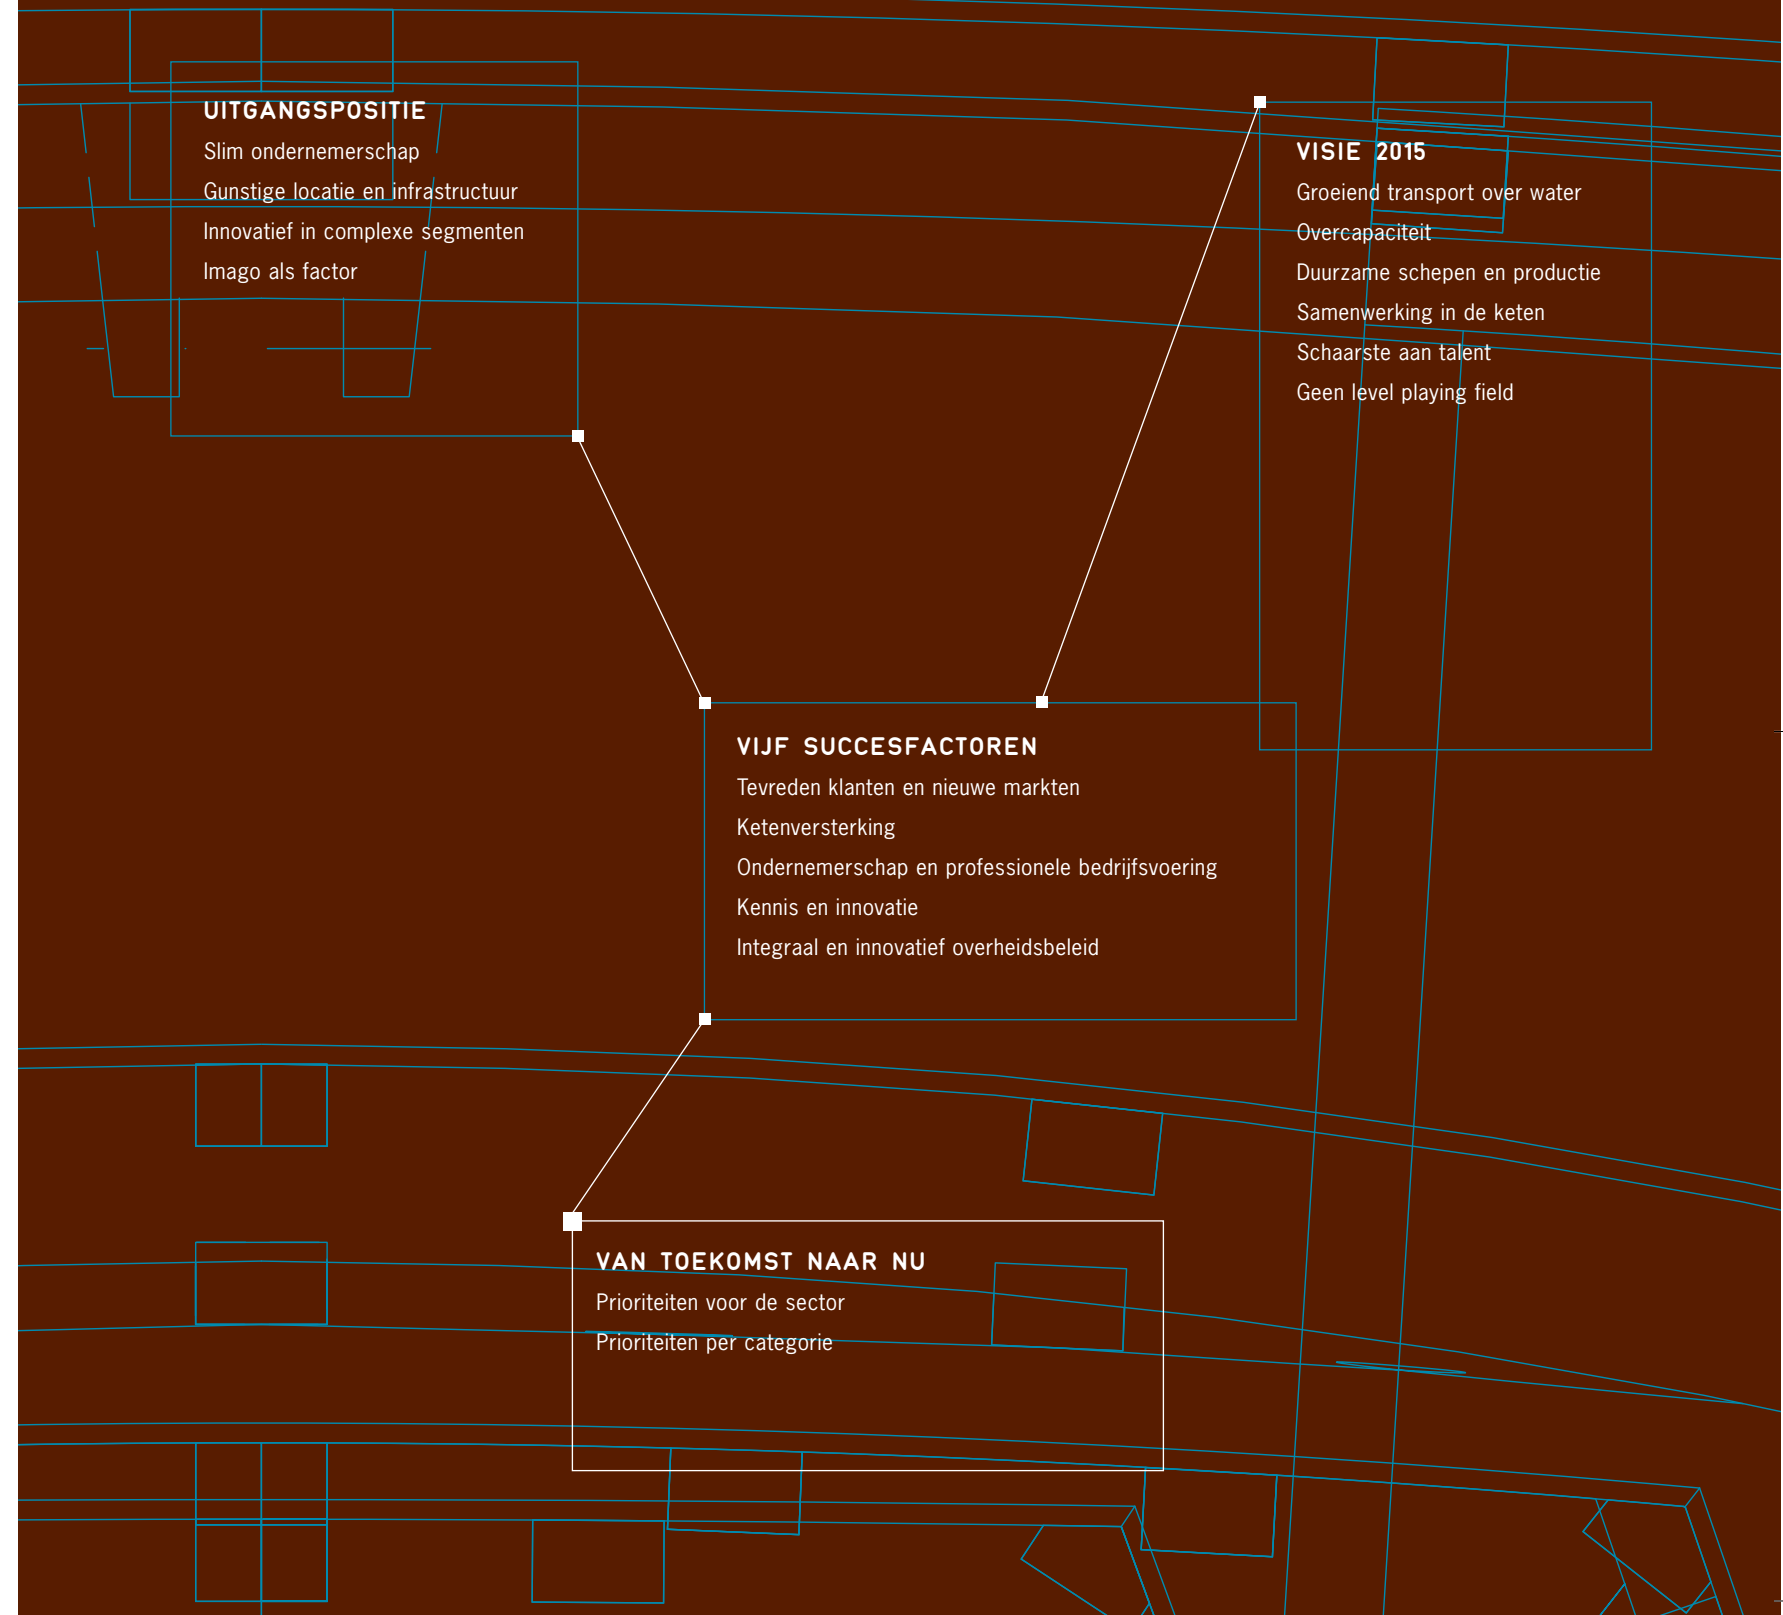 UITGANGSPOSITIE
Slim ondernemerschap
Gunstige locatie en infrastructuur
Innovatief in complexe segmenten
Imago als factor
VISIE 2015
Groeiend transport over water
Overcapaciteit
Duurzame schepen en productie
Samenwerking in de keten
Schaarste aan talent
Geen level playing field
VIJF SUCCESFACTOREN
Tevreden klanten en nieuwe markten
Ketenversterking
Ondernemerschap en professionele bedrijfsvoering
Kennis en innovatie
Integraal en innovatief overheidsbeleid
VAN TOEKOMST NAAR NU
Prioriteiten voor de sector
Prioriteiten per categorie